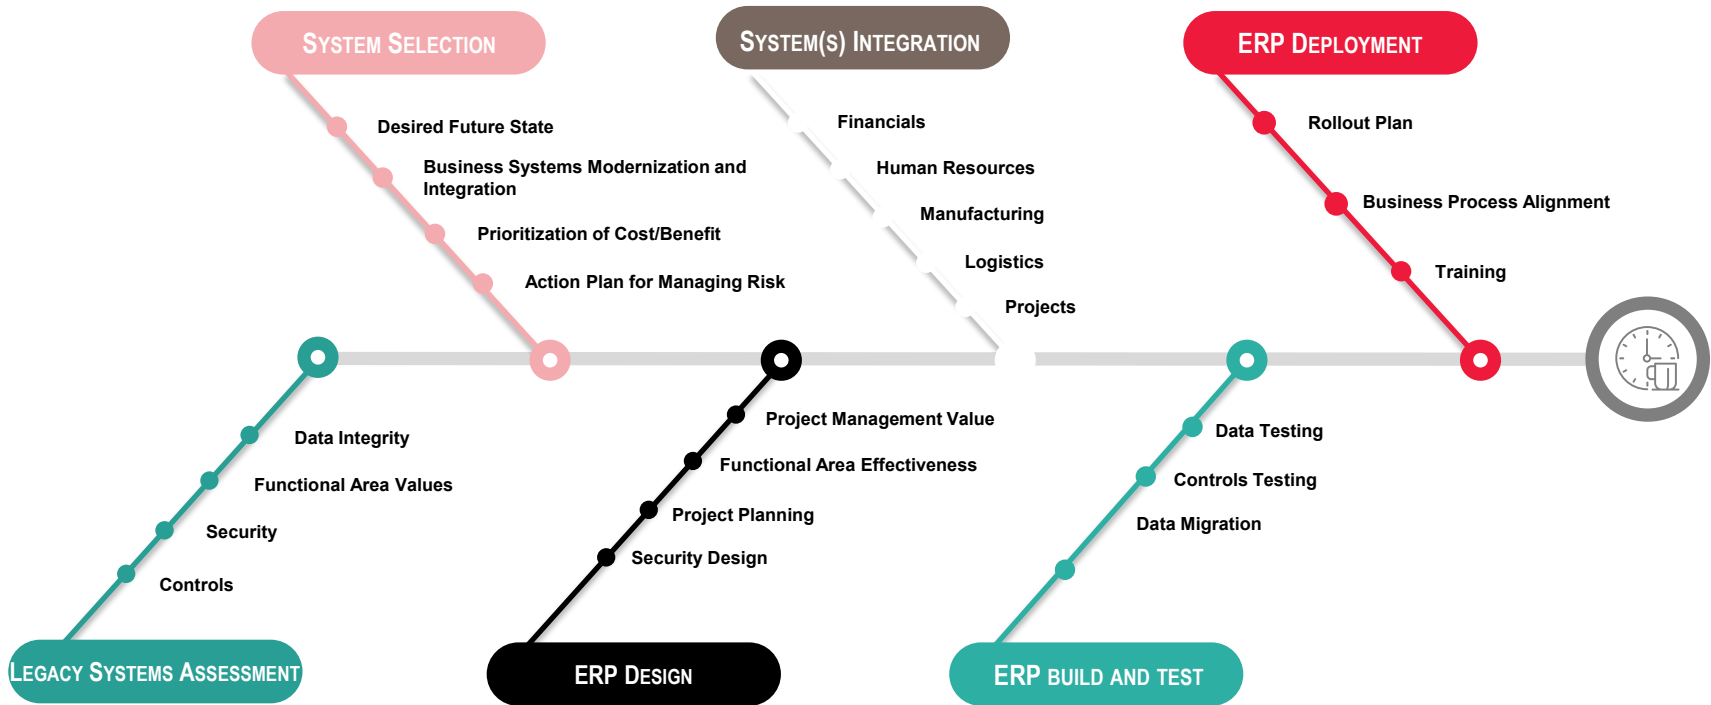 SYSTEM SELECTION
SYSTEM(S) INTEGRATION
ERP DEPLOYMENT
Desired Future State
Business Systems Modernization and
Integration
Prioritization of Cost/Benefit
Action Plan for Managing Risk
Financials
Human Resources
Manufacturing
Logistics
Projects
Rollout Plan
Business Process Alignment
Training
Data Integrity
Functional Area Values
Security
Controls
Project Management Value
Functional Area Effectiveness
Project Planning
Security Design
Data Testing
Controls Testing
Data Migration
LEGACY SYSTEMS ASSESSMENT
ERP DESIGN
ERP BUILD AND TEST